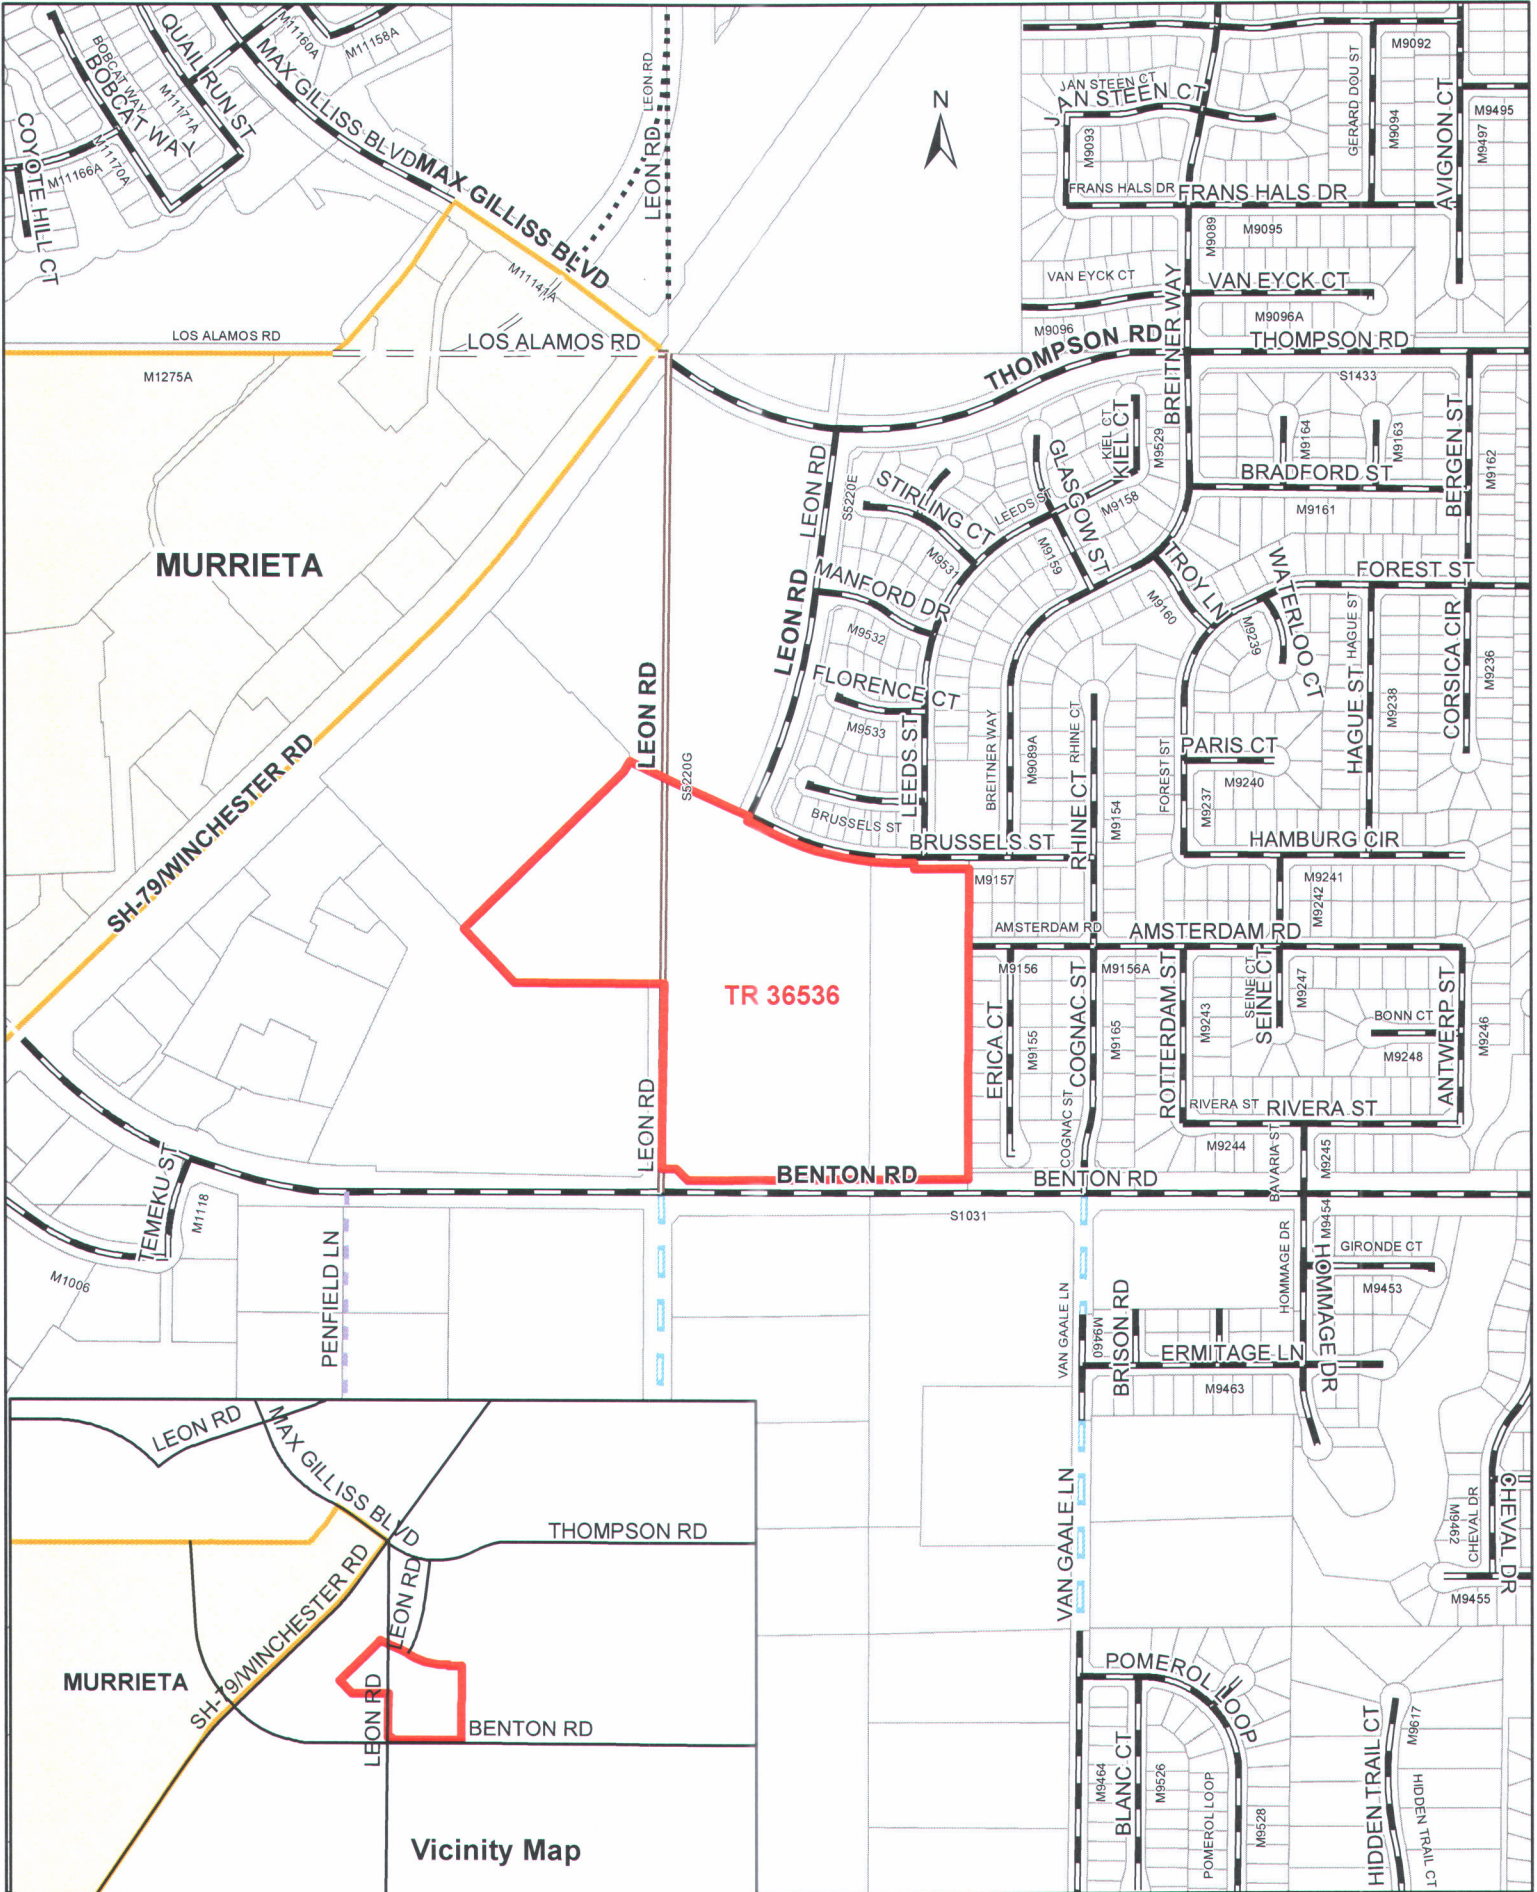 M11160A
M11158A
QUAIL RUN ST
BOBCAT WAY
BOBCAT WAY
M11171A
M11170A
M11166A
COYOTE HILL CT
MAX GILLISS BLVD
MAX GILLISS BLVD
M11141A
LEON RD
LEON RD
N
M9092
JAN STEEN CT
JAN STEEN CT
GERARD DOU ST
M9094
AVIGNON CT
M9495
M9497
M9093
FRANS HALS DR
FRANS HALS DR
M9089
M9095
VAN EYCK CT
VAN EYCK CT
M9096
M9096A
BREITNER WAY
LOS ALAMOS RD
LOS ALAMOS RD
M1275A
THOMPSON RD
THOMPSON RD
S1433
M9164
M9163
BERGEN ST
M9162
BRADFORD ST
M9161
KIEL CT
KIEL CT
M9529
GLASGOW ST
LEEDS ST
M9158
M9159
STIRLING CT
M9531
S5220E
LEON RD
LEON RD
MANFORD DR
M9532
FLORENCE CT
M9533
LEEDS ST
TROY LN
M9160
WATERLOO CT
M9239
FOREST ST
HAGUE ST
HAGUE ST
M9238
CORSICA CIR
M9236
MURRIETA
SH-79/WINCHESTER RD
LEON RD
S5220G
BREITNER WAY
M9089A
RHINE CT
RHINE CT
M9154
FOREST ST
PARIS CT
M9240
M9237
BRUSSELS ST
BRUSSELS ST
HAMBURG CIR
M9157
M9241
M9242
AMSTERDAM RD
AMSTERDAM RD
M9156
M9156A
TR 36536
ERICA CT
M9155
COGNAC ST
COGNAC ST
M9165
ROTTERDAM ST
M9243
SEINE CT
SEINE CT
M9247
BONN CT
M9248
ANTWERP ST
M9246
RIVERA ST
RIVERA ST
M9244
BAVARIA ST
M9245
LEON RD
BENTON RD
BENTON RD
S1031
TEMEKU ST
M1118
M1006
PENFIELD LN
M9454
HOMMAGE DR
HOMMAGE DR
GIRONDE CT
M9453
VAN GAALE LN
M9460
BRISON RD
ERMITAGE LN
M9463
VAN GAALE LN
CHEVAL DR
CHEVAL DR
M9462
M9455
POMEROL LOOP
M9464
BLANC CT
M9526
POMEROL LOOP
M9528
HIDDEN TRAIL CT
M9617
HIDDEN TRAIL CT
LEON RD
MAX GILLISS BLVD
THOMPSON RD
LEON RD
SH-79/WINCHESTER RD
MURRIETA
LEON RD
BENTON RD
Vicinity Map